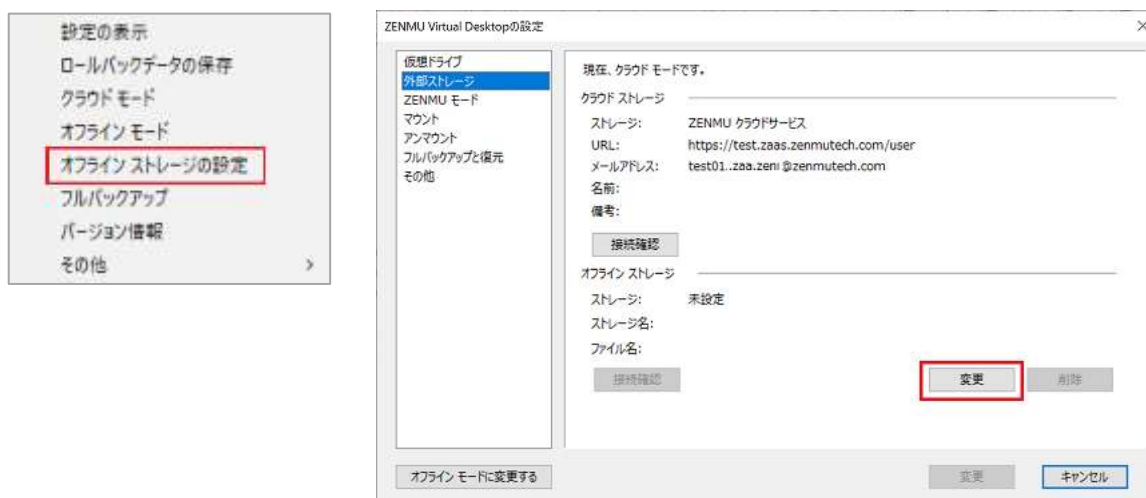 設定の表示
ロールバックデータの保存
クラウド モード
オフライン モード
オフライン ストレージの設定
フルバックアップ
バージョン情報
その他
ZENMU Virtual Desktopの設定
仮想ドライブ
外部ストレージ
ZENMU モード
マウント
アンマウント
フルバックアップと復元
その他
現在、クラウド モードです。
クラウド ストレージ
ストレージ: ZENMU クラウドサービス
URL: https://test.zaas.zenmutech.com/user
メールアドレス: test01..zaa.zeni@zenmutech.com
名前:
備考:
接続確認
オフライン ストレージ
ストレージ: 未設定
ストレージ名:
ファイル名:
接続確認 変更 削除
オフライン モードに変更する 変更 キャンセル